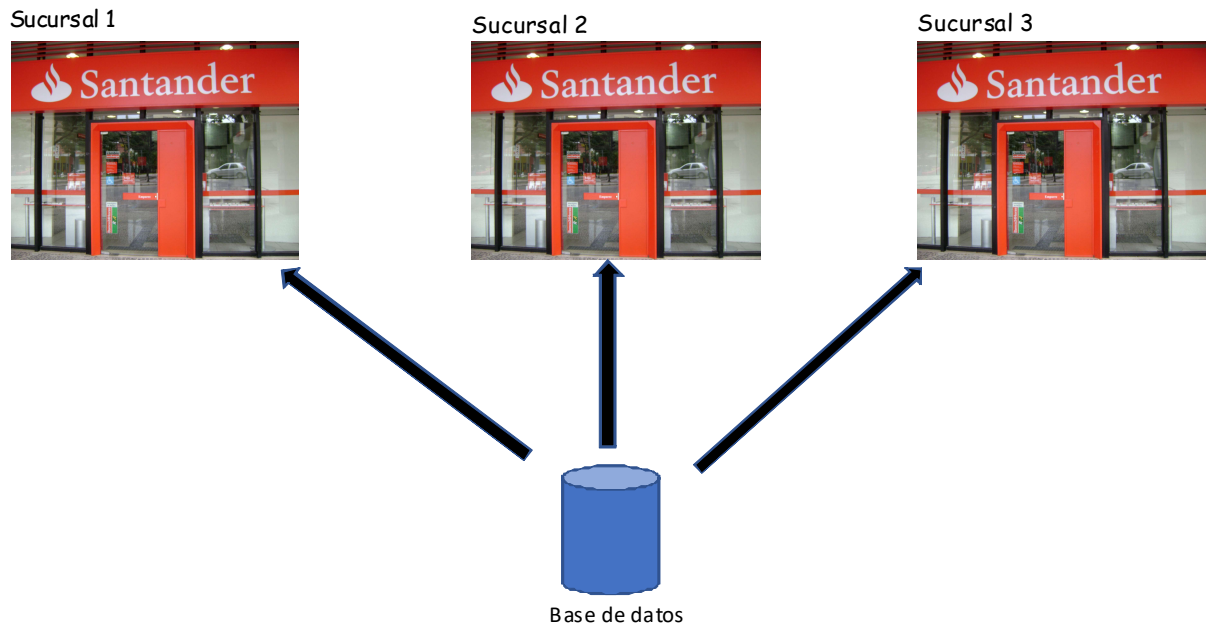 Sucursal 1
Sucursal 2
Sucursal 3
Santander
Santander
Santander
Base de datos